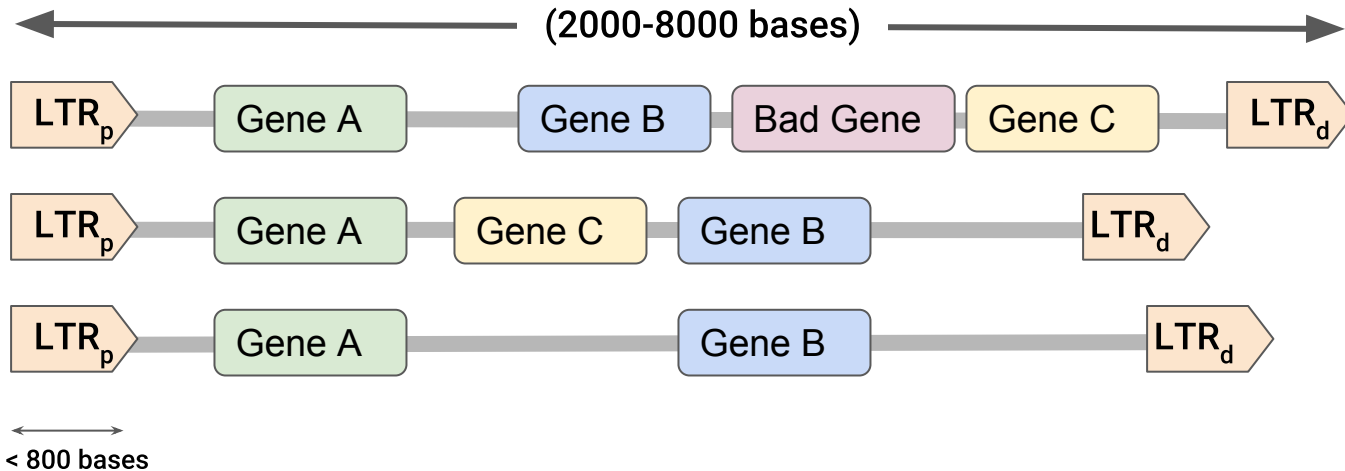 (2000-8000 bases)
LTRp Gene A Gene B Bad Gene Gene C LTRd
LTRp Gene A Gene C Gene B LTRd
LTRp Gene A Gene B LTRd
< 800 bases